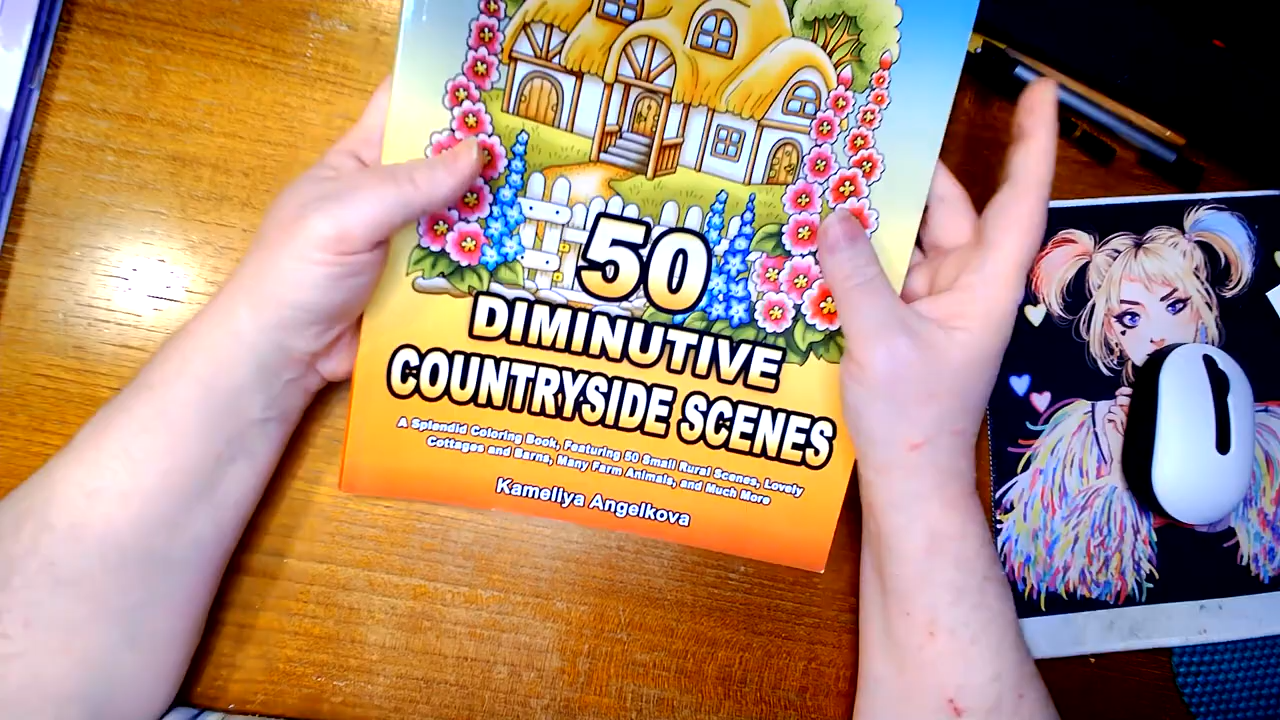 50
DIMINUTIVE
COUNTRYSIDE SCENES
A Splendid Coloring Book, Featuring 50 Small Rural Scenes, Lovely
Cottages and Barns, Many Farm Animals, and Much More
Kameliya Angelkova